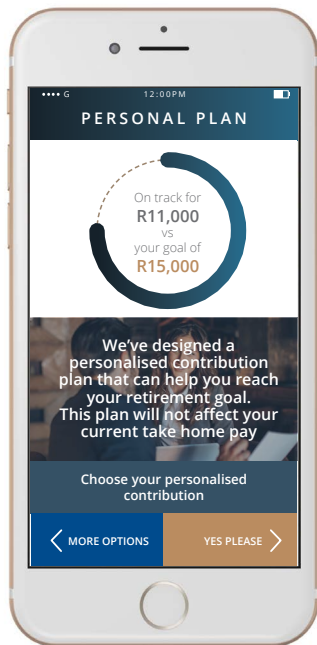 G 12:00PM
PERSONAL PLAN
On track for
R11,000
vs
your goal of
R15,000
We’ve designed a
personalised contribution
plan that can help you reach
your retirement goal.
This plan will not affect your
current take home pay
Choose your personalised
contribution
MORE OPTIONS
YES PLEASE